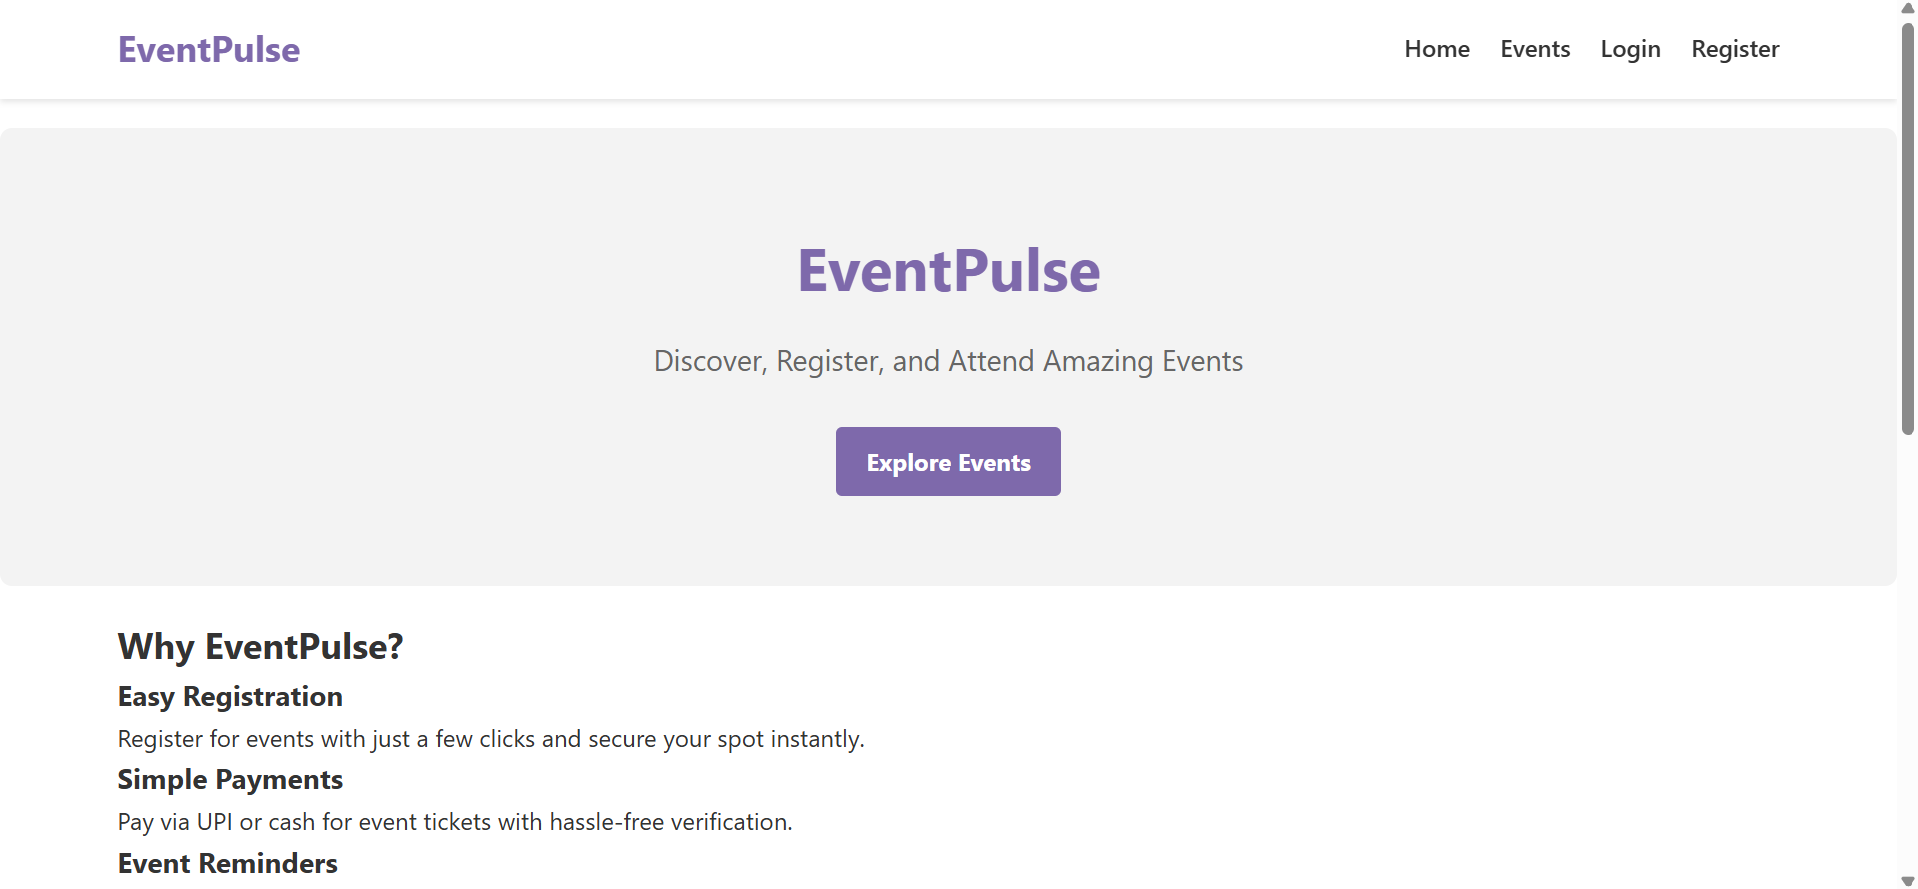 EventPulse
Home Events Login Register
EventPulse
Discover, Register, and Attend Amazing Events
Explore Events
Why EventPulse?
Easy Registration
Register for events with just a few clicks and secure your spot instantly.
Simple Payments
Pay via UPI or cash for event tickets with hassle-free verification.
Event Reminders